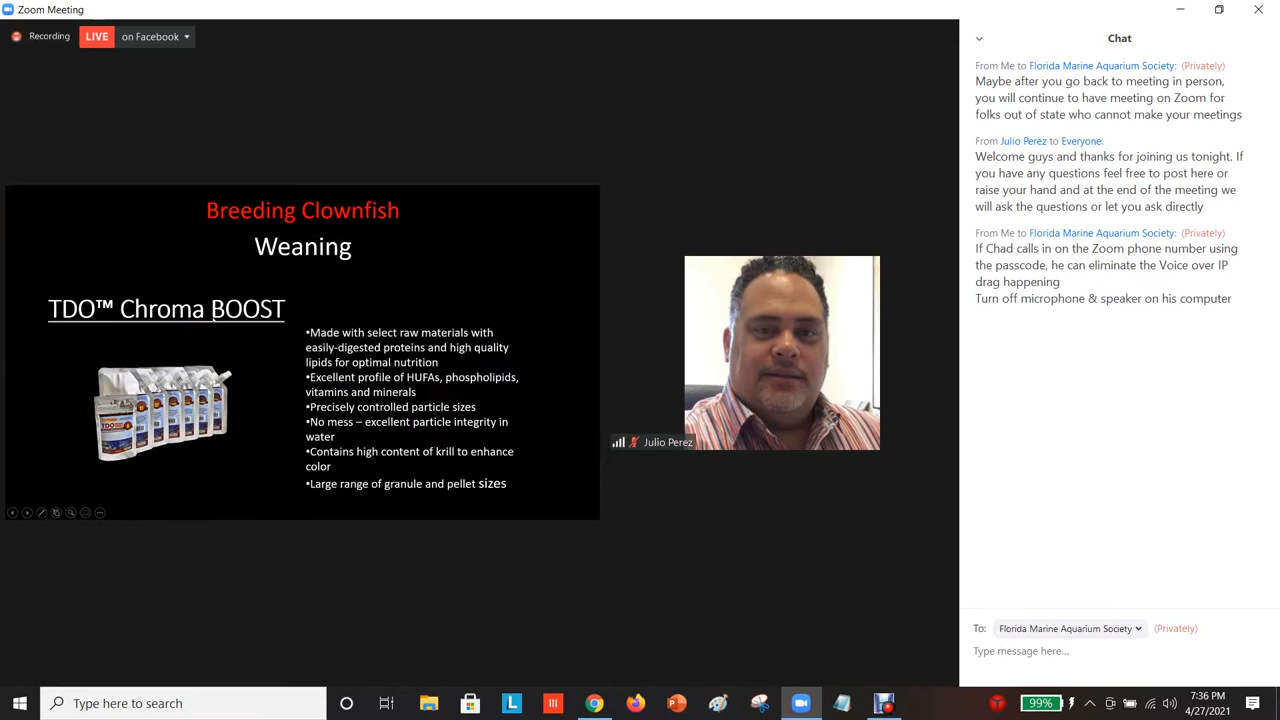 Zoom Meeting
Recording
LIVE
on Facebook
Breeding Clownfish
Weaning
TDO™ Chroma BOOST
•Made with select raw materials with
easily-digested proteins and high quality
lipids for optimal nutrition
•Excellent profile of HUFAs, phospholipids,
vitamins and minerals
•Precisely controlled particle sizes
•No mess – excellent particle integrity in
water
•Contains high content of krill to enhance
color
•Large range of granule and pellet sizes
TDO
Julio Perez
Chat
From Me to Florida Marine Aquarium Society: (Privately)
Maybe after you go back to meeting in person,
you will continue to have meeting on Zoom for
folks out of state who cannot make your meetings
From Julio Perez to Everyone:
Welcome guys and thanks for joining us tonight. If
you have any questions feel free to post here or
raise your hand and at the end of the meeting we
will ask the questions or let you ask directly
From Me to Florida Marine Aquarium Society: (Privately)
If Chad calls in on the Zoom phone number using
the passcode, he can eliminate the Voice over IP
drag happening
Turn off microphone & speaker on his computer
To: Florida Marine Aquarium Society (Privately)
Type message here...
Type here to search
L
99%
7:36 PM
4/27/2021